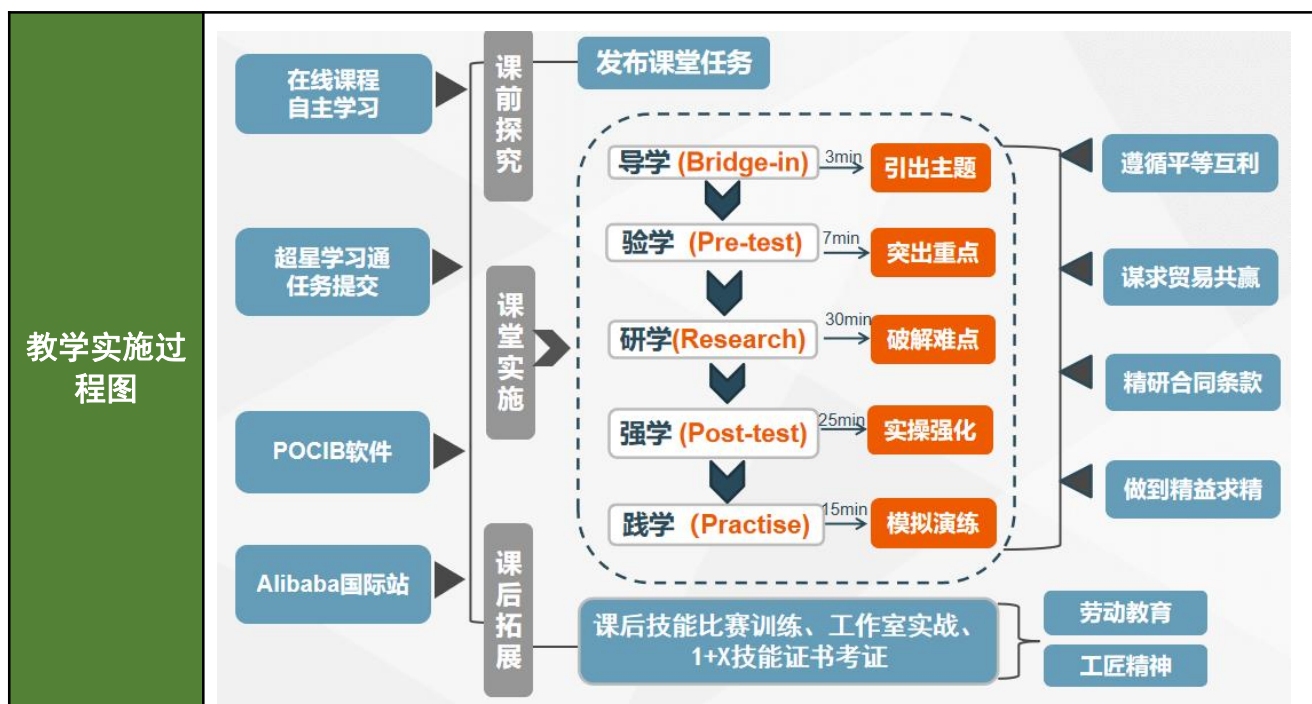 教学实施过
程图
在线课程
自主学习
超星学习通
任务提交
POCIB软件
Alibaba国际站
课前探究
课堂实施
课后拓展
发布课堂任务
导学 (Bridge-in)
3min
引出主题
验学 (Pre-test)
7min
突出重点
研学(Research)
30min
破解难点
强学 (Post-test)
25min
实操强化
践学 (Practise)
15min
模拟演练
遵循平等互利
谋求贸易共赢
精研合同条款
做到精益求精
课后技能比赛训练、工作室实战、
1+X技能证书考证
劳动教育
工匠精神